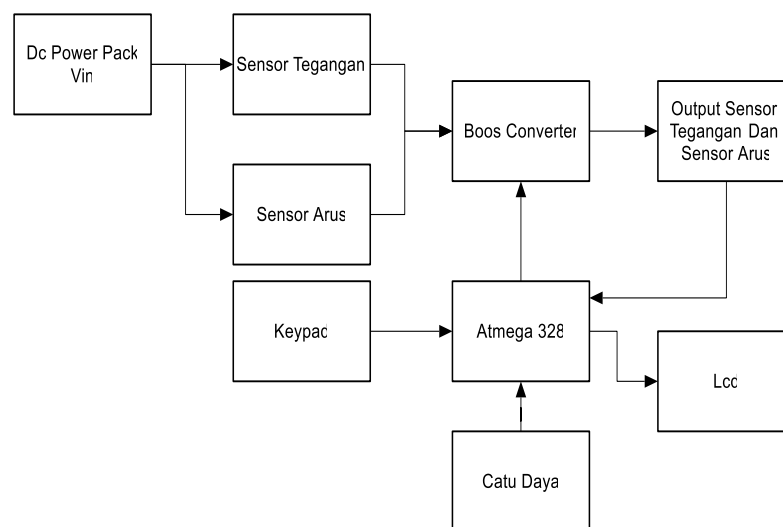 Dc Power Pack
Vin
Sensor Tegangan
Boos Converter
Output Sensor
Tegangan Dan
Sensor Arus
Sensor Arus
Keypad
Atmega 328
Lcd
Catu Daya